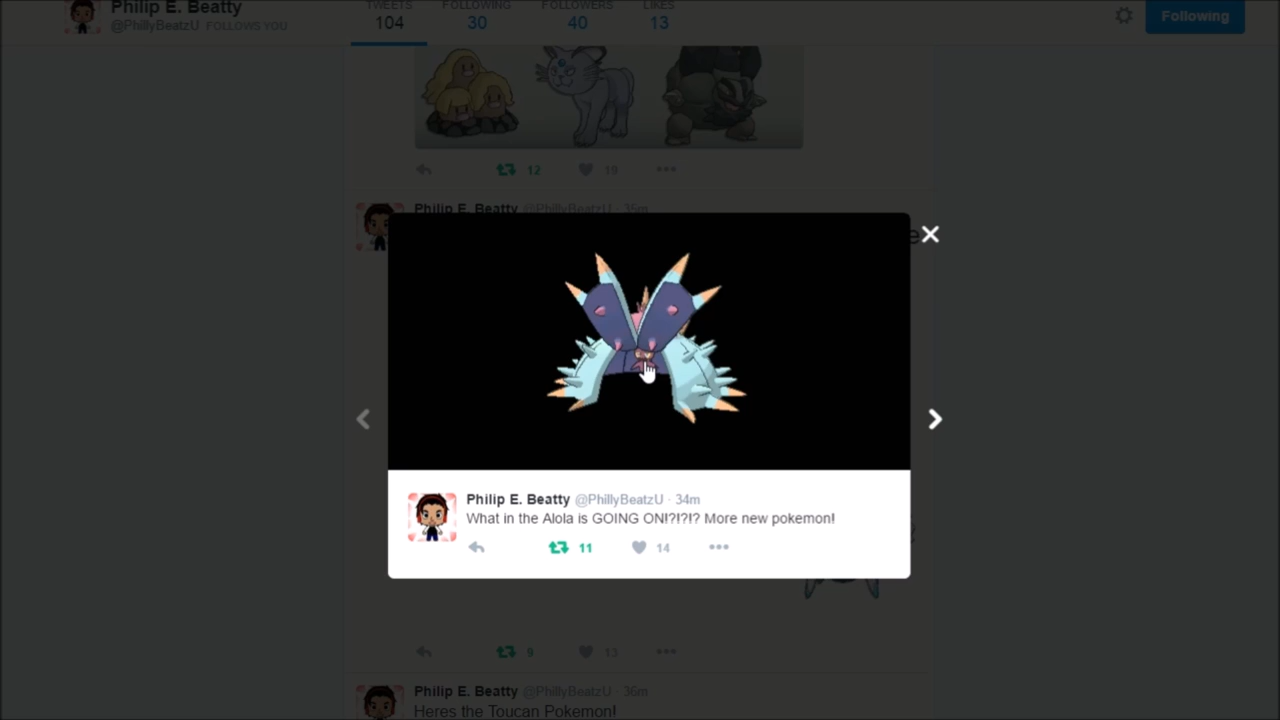 Philip E. Beatty
@PhillyBeatzU FOLLOWS YOU
TWEETS
104
FOLLOWING
30
FOLLOWERS
40
LIKES
13
Following
12 19
Philip E. Beatty @PhillyBeatzU · 35m
Philip E. Beatty @PhillyBeatzU · 34m
What in the Alola is GOING ON!?!?!? More new pokemon!
11 14
9 13
Philip E. Beatty @PhillyBeatzU · 36m
Heres the Toucan Pokemon!